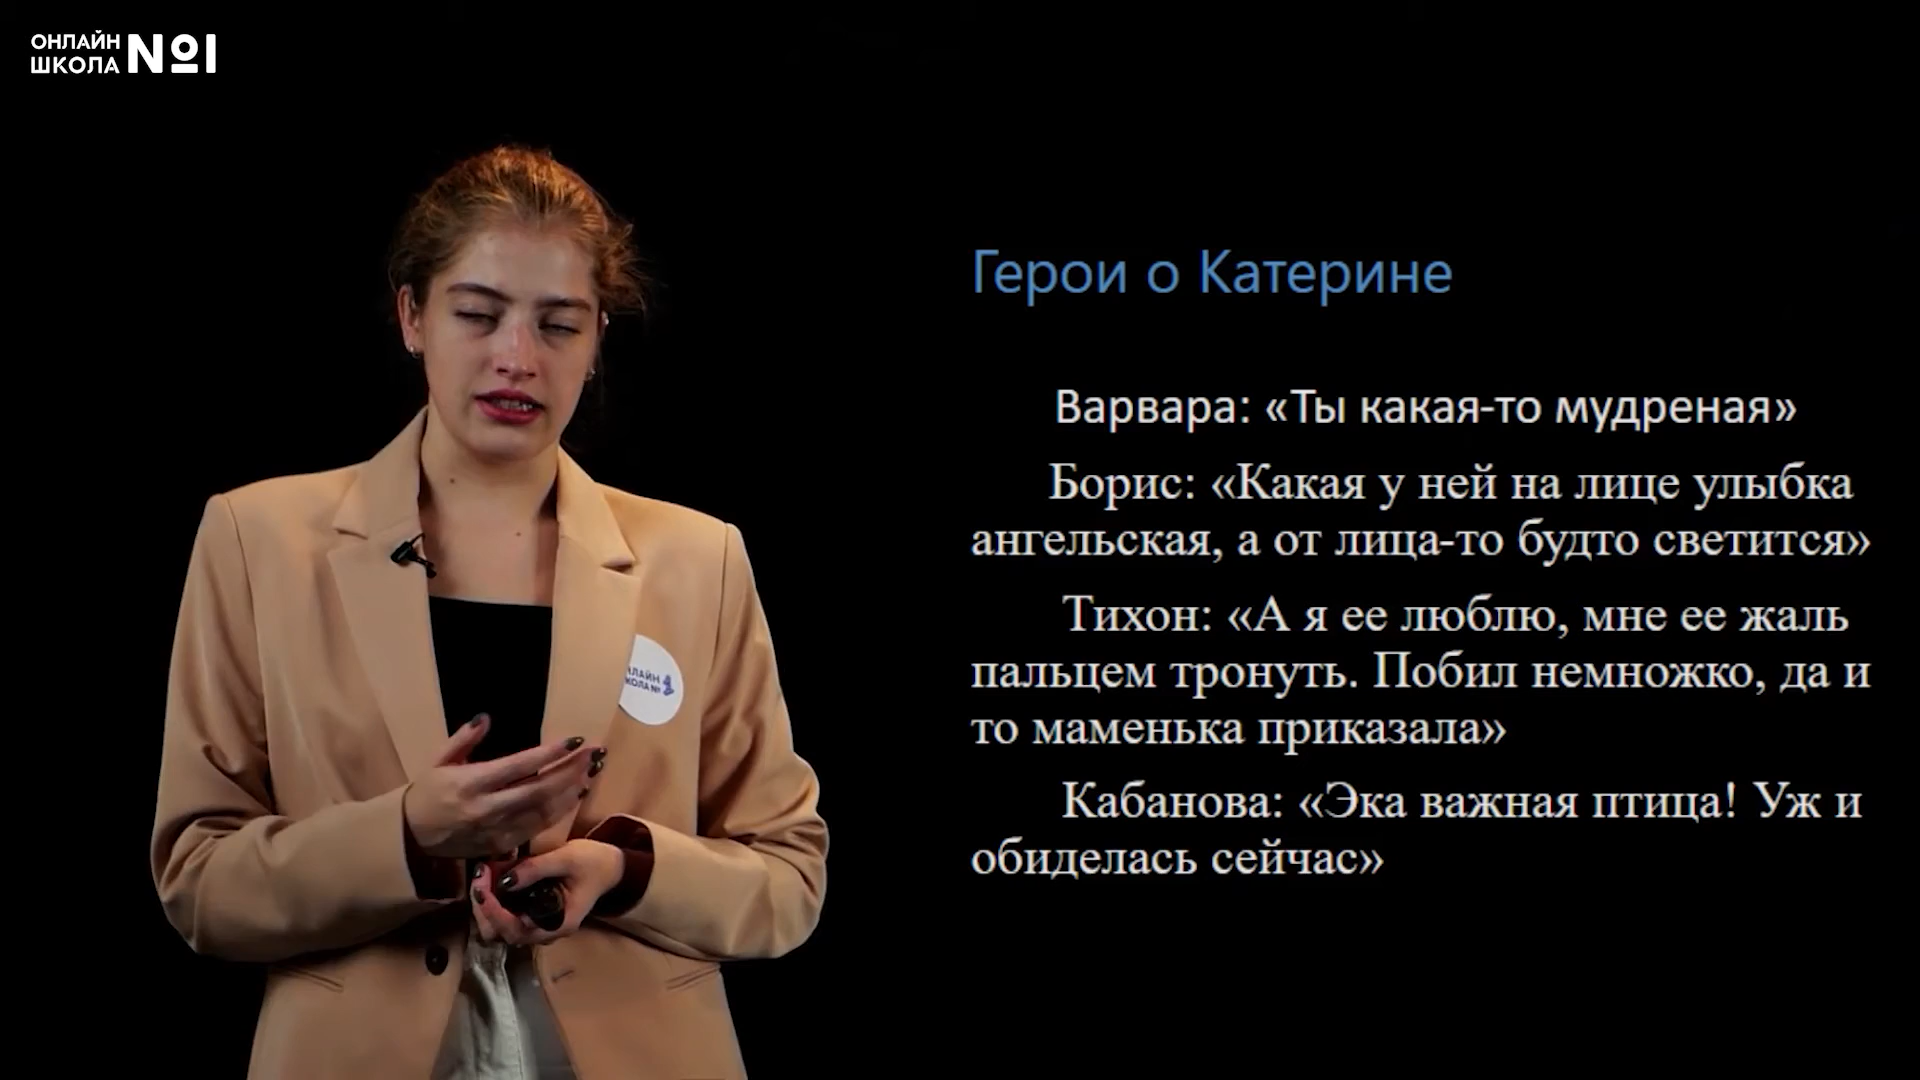 ОНЛАЙН
ШКОЛА №1
Герои о Катерине
Варвара: «Ты какая-то мудреная»
Борис: «Какая у ней на лице улыбка
ангельская, а от лица-то будто светится»
Тихон: «А я ее люблю, мне ее жаль
пальцем тронуть. Побил немножко, да и
то маменька приказала»
Кабанова: «Эка важная птица! Уж и
обиделась сейчас»